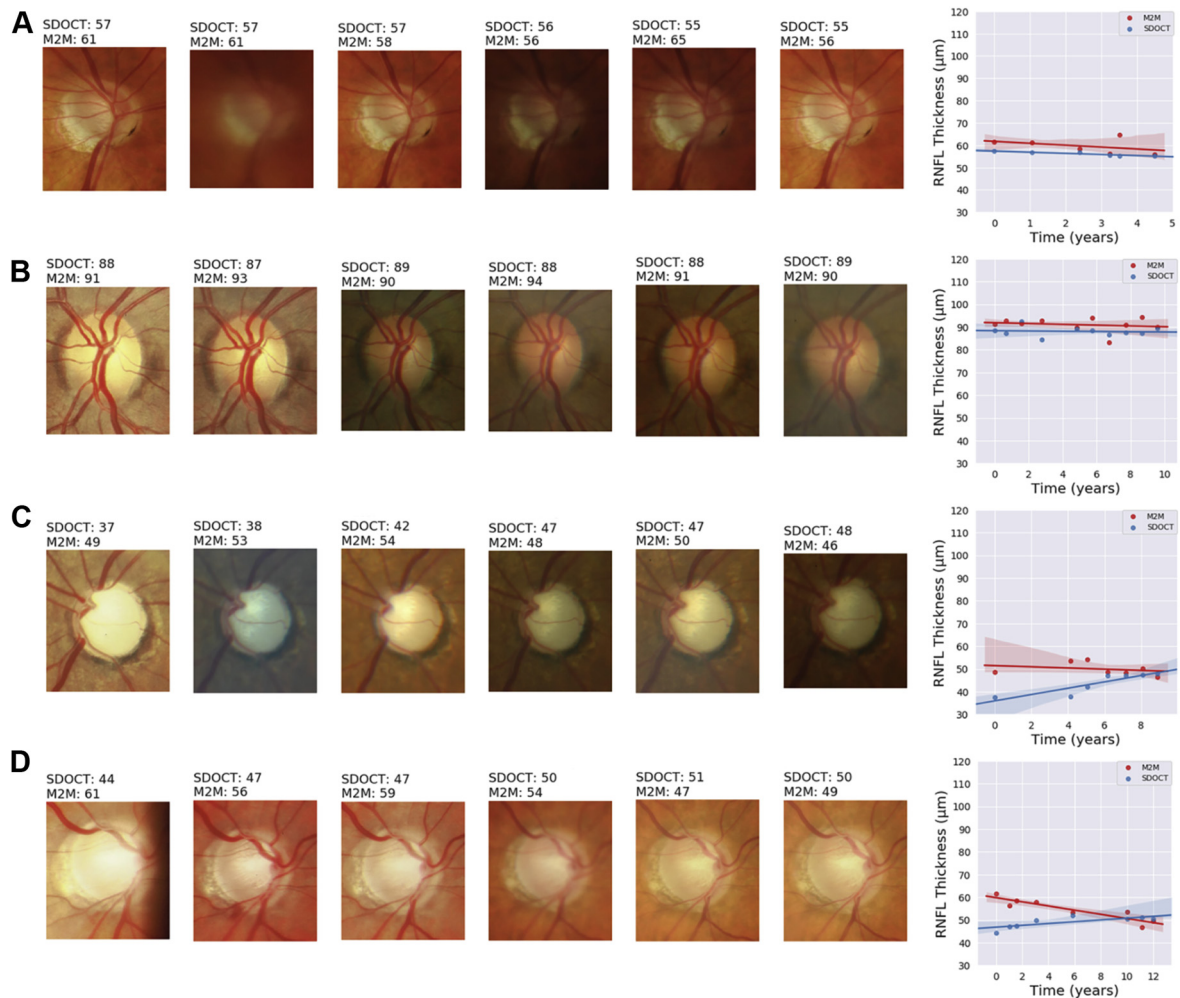 A
SDOCT: 57
M2M: 61
SDOCT: 57
M2M: 61
SDOCT: 57
M2M: 58
SDOCT: 56
M2M: 56
SDOCT: 55
M2M: 65
SDOCT: 55
M2M: 56
120
110
100
90
80
70
60
50
40
30
RNFL Thickness (μm)
M2M
SDOCT
0 1 2 3 4 5
Time (years)
B
SDOCT: 88
M2M: 91
SDOCT: 87
M2M: 93
SDOCT: 89
M2M: 90
SDOCT: 88
M2M: 94
SDOCT: 88
M2M: 91
SDOCT: 89
M2M: 90
120
110
100
90
80
70
60
50
40
30
RNFL Thickness (μm)
M2M
SDOCT
0 2 4 6 8 10
Time (years)
C
SDOCT: 37
M2M: 49
SDOCT: 38
M2M: 53
SDOCT: 42
M2M: 54
SDOCT: 47
M2M: 48
SDOCT: 47
M2M: 50
SDOCT: 48
M2M: 46
120
110
100
90
80
70
60
50
40
30
RNFL Thickness (μm)
M2M
SDOCT
0 2 4 6 8
Time (years)
D
SDOCT: 44
M2M: 61
SDOCT: 47
M2M: 56
SDOCT: 47
M2M: 59
SDOCT: 50
M2M: 54
SDOCT: 51
M2M: 47
SDOCT: 50
M2M: 49
120
110
100
90
80
70
60
50
40
30
RNFL Thickness (μm)
M2M
SDOCT
0 2 4 6 8 10 12
Time (years)